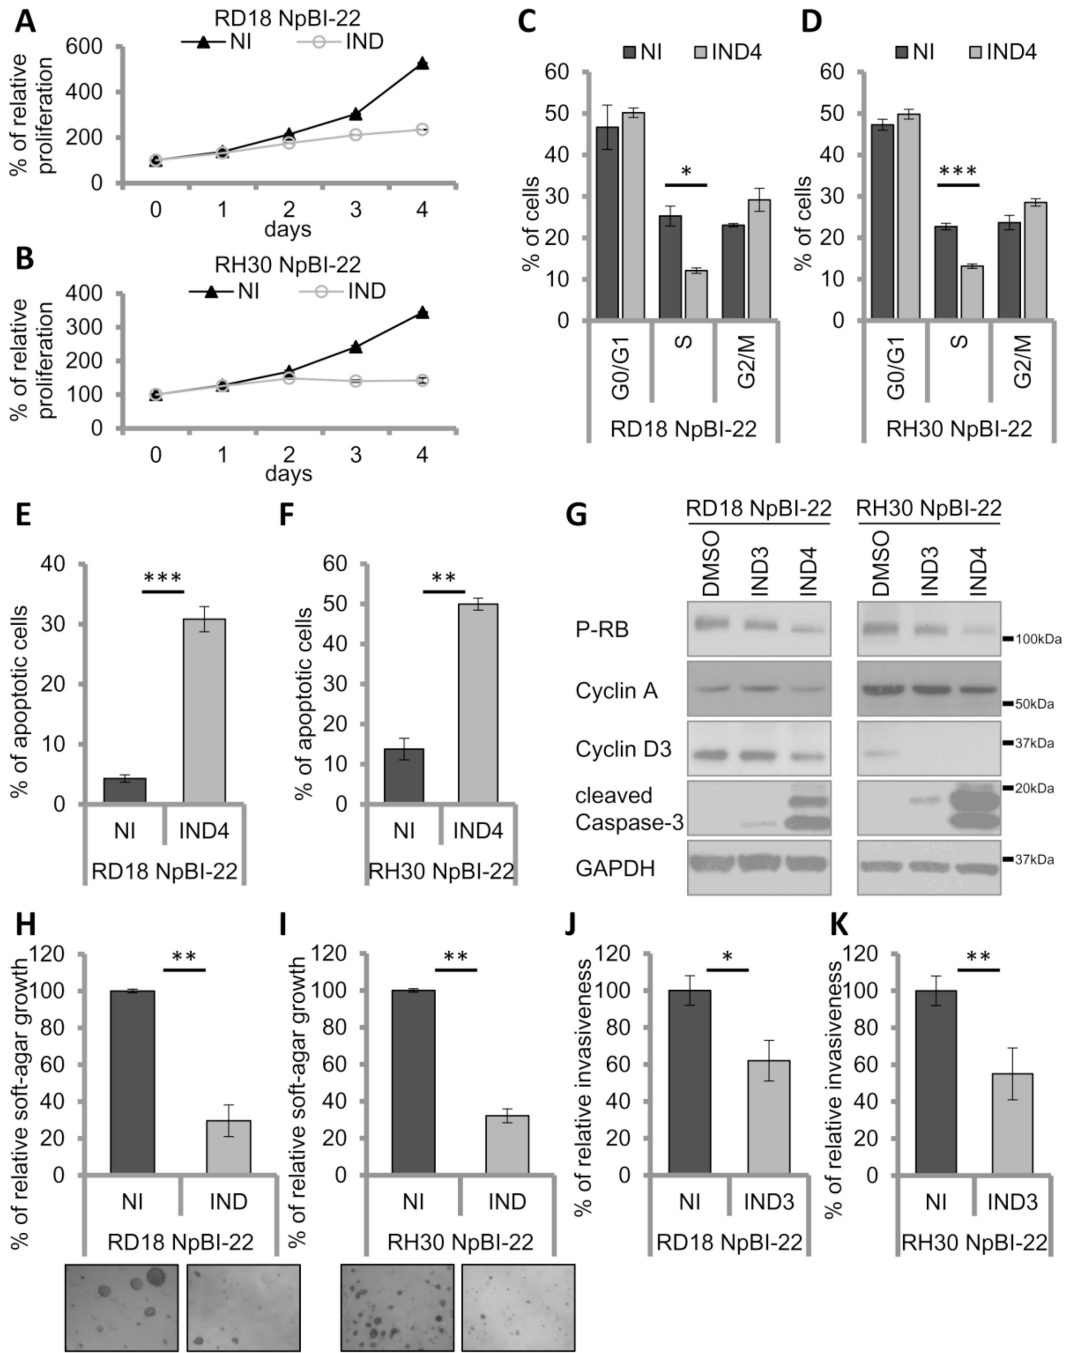 A
RD18 NpBI-22
NI IND
% of relative
proliferation
600
400
200
0
0 1 2 3 4
days
B
RH30 NpBI-22
NI IND
% of relative
proliferation
400
300
200
100
0
0 1 2 3 4
days
C
NI IND4
% of cells
60
50
40
30
20
10
0
*
G0/G1 S G2/M
RD18 NpBI-22
D
NI IND4
% of cells
60
50
40
30
20
10
0
***
G0/G1 S G2/M
RH30 NpBI-22
E
% of apoptotic cells
40
30
20
10
0
***
NI IND4
RD18 NpBI-22
F
% of apoptotic cells
60
50
40
30
20
10
0
**
NI IND4
RH30 NpBI-22
G
RD18 NpBI-22 RH30 NpBI-22
DMSO IND3 IND4 DMSO IND3 IND4
P-RB
100kDa
Cyclin A
50kDa
Cyclin D3
37kDa
cleaved
Caspase-3
20kDa
GAPDH
37kDa
H
% of relative soft-agar growth
120
100
80
60
40
20
0
**
NI IND
RD18 NpBI-22
I
% of relative soft-agar growth
120
100
80
60
40
20
0
**
NI IND
RH30 NpBI-22
J
% of relative invasiveness
120
100
80
60
40
20
0
*
NI IND3
RD18 NpBI-22
K
% of relative invasiveness
120
100
80
60
40
20
0
**
NI IND3
RH30 NpBI-22